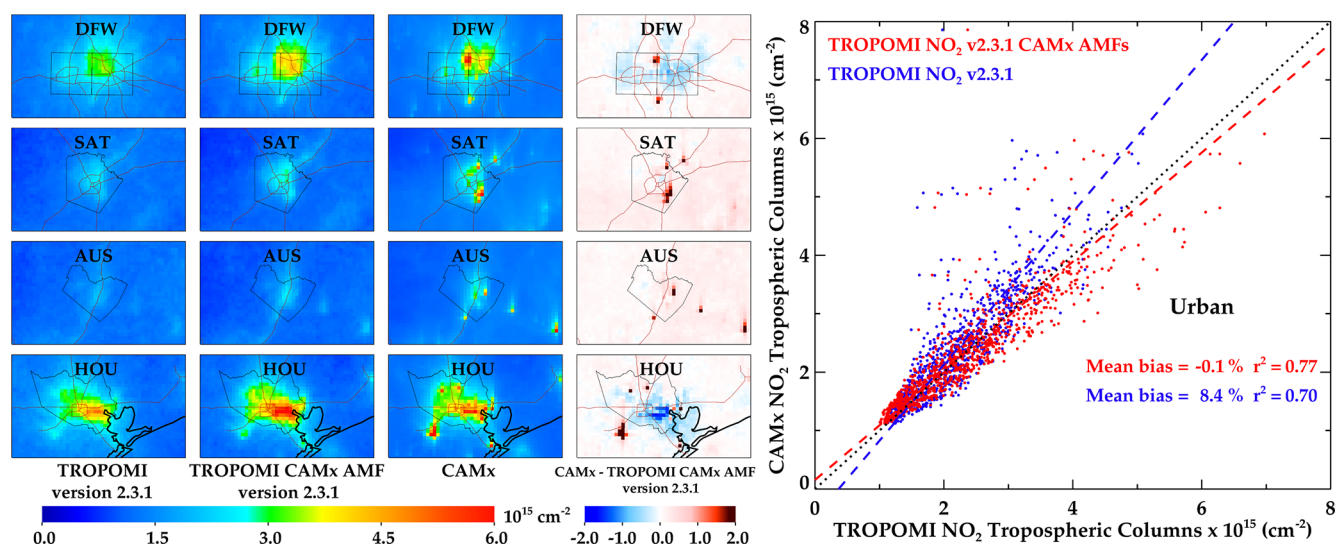 DFW DFW DFW DFW
SAT SAT SAT SAT
AUS AUS AUS AUS
HOU HOU HOU HOU
TROPOMI
version 2.3.1
TROPOMI CAMx AMF
version 2.3.1
CAMx
CAMx - TROPOMI CAMx AMF
version 2.3.1
0.0 1.5 3.0 4.5 6.0
10¹⁵ cm⁻²
-2.0 -1.0 0.0 1.0 2.0
CAMx NO₂ Tropospheric Columns x 10¹⁵ (cm⁻²)
8
6
4
2
0
TROPOMI NO₂ v2.3.1 CAMx AMFs
TROPOMI NO₂ v2.3.1
Urban
Mean bias = -0.1 % r² = 0.77
Mean bias = 8.4 % r² = 0.70
0 2 4 6 8
TROPOMI NO₂ Tropospheric Columns x 10¹⁵ (cm⁻²)